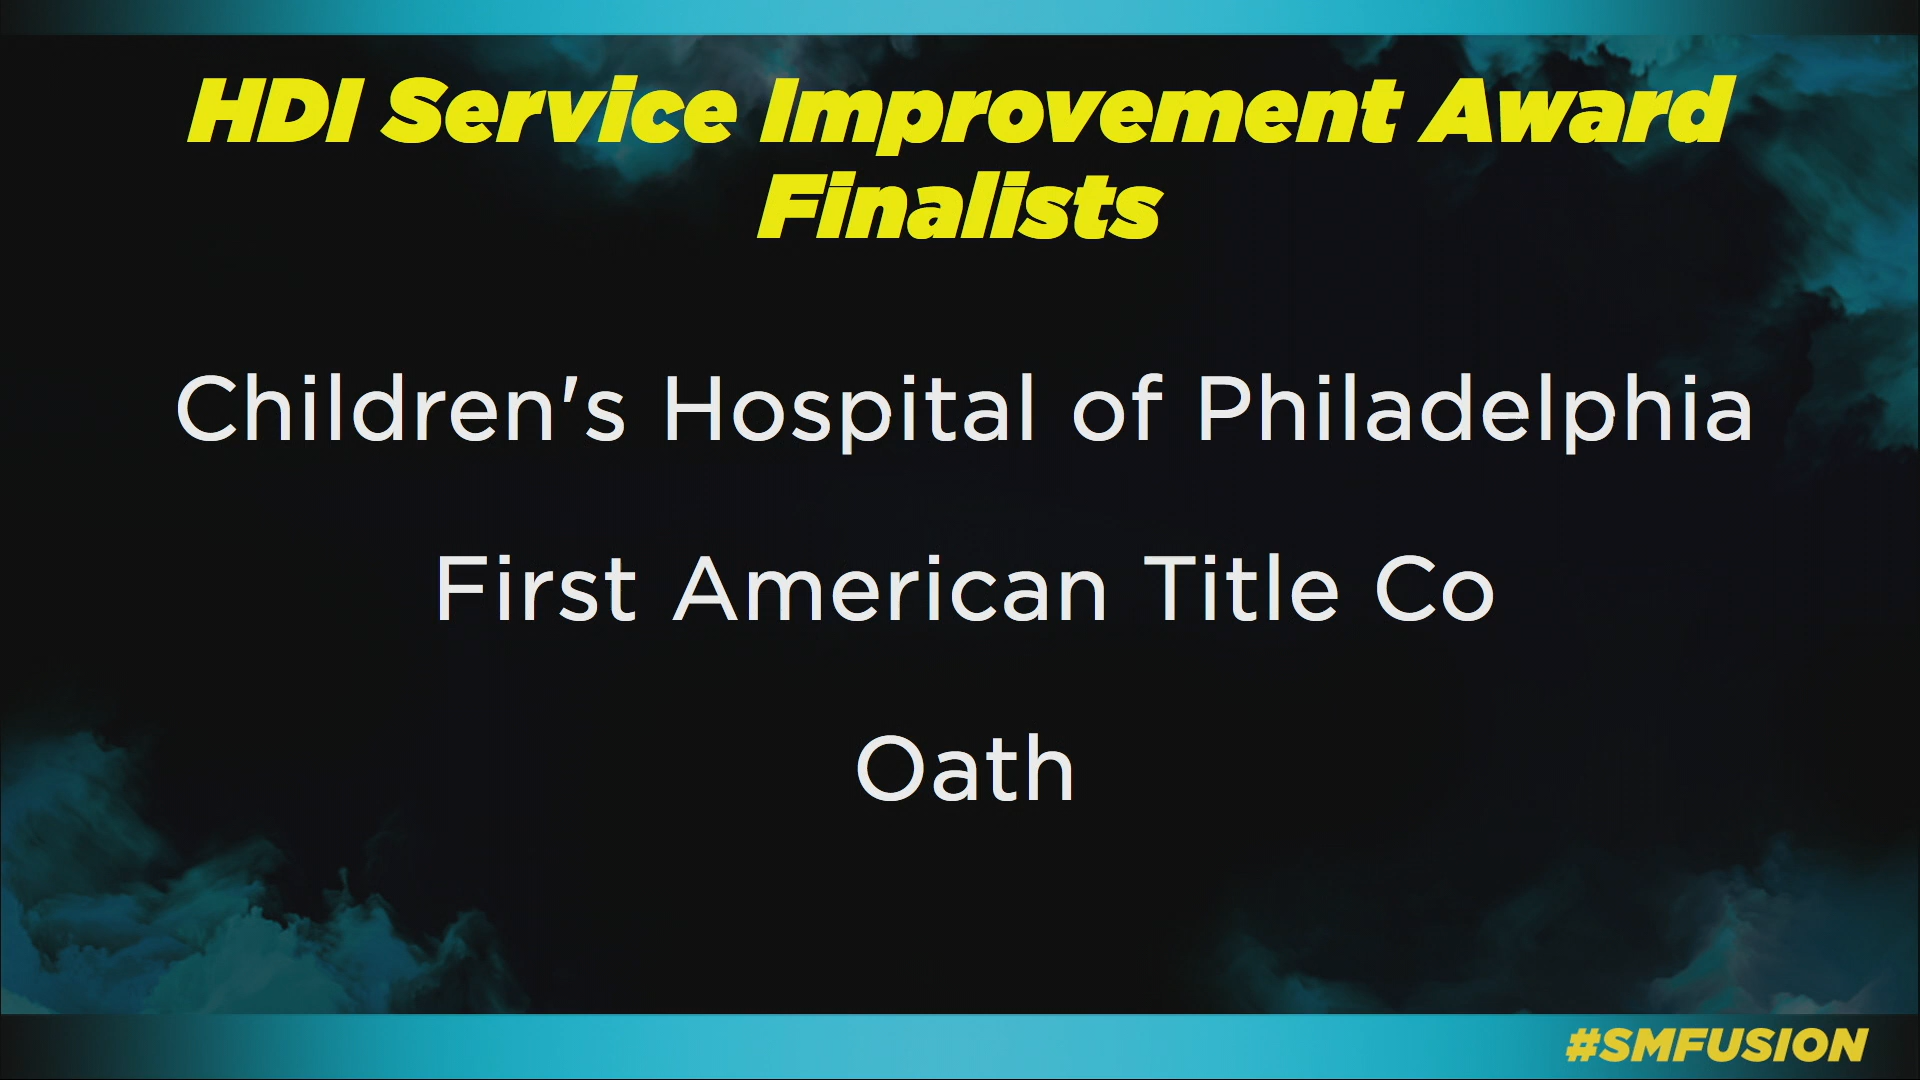 HDI Service Improvement Award
Finalists
Children's Hospital of Philadelphia
First American Title Co
Oath
#SMFUSION